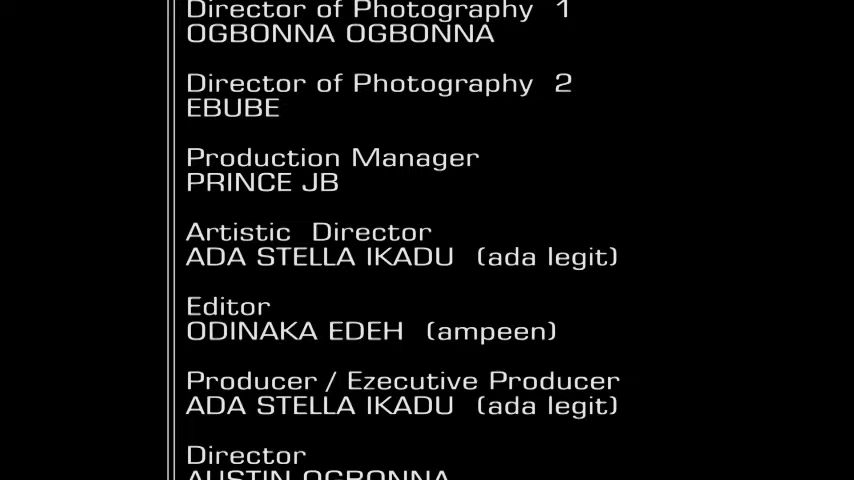 Director of Photography 1
OGBONNA OGBONNA
Director of Photography 2
EBUBE
Production Manager
PRINCE JB
Artistic Director
ADA STELLA IKADU (ada legit)
Editor
ODINAKA EDEH (ampeen)
Producer / Ezecutive Producer
ADA STELLA IKADU (ada legit)
Director
AUSTIN OGBONNA